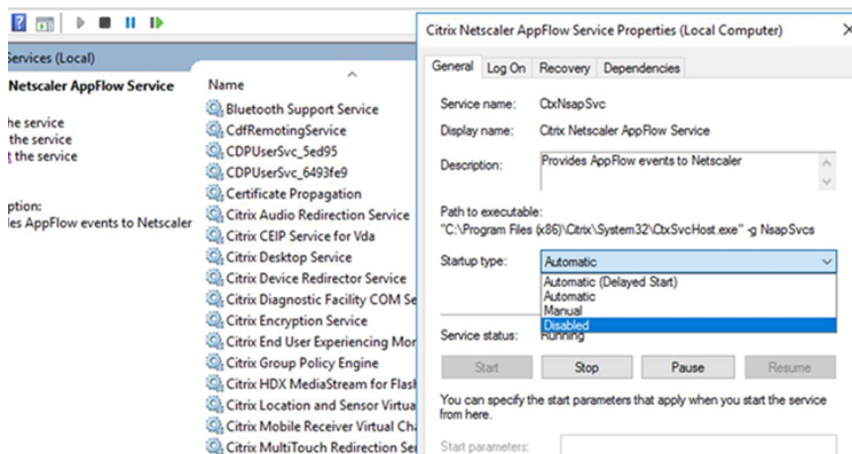 Services (Local)
Netscaler AppFlow Service
he service
the service
t the service
ption:
les AppFlow events to Netscaler
Name
Bluetooth Support Service
CdfRemotingService
CDPUserSvc_5ed95
CDPUserSvc_6493fe9
Certificate Propagation
Citrix Audio Redirection Service
Citrix CEIP Service for Vda
Citrix Desktop Service
Citrix Device Redirector Service
Citrix Diagnostic Facility COM Se
Citrix Encryption Service
Citrix End User Experiencing Mor
Citrix Group Policy Engine
Citrix HDX MediaStream for Flash
Citrix Location and Sensor Virtua
Citrix Mobile Receiver Virtual Cha
Citrix MultiTouch Redirection Ser
Citrix Netscaler AppFlow Service Properties (Local Computer)
General Log On Recovery Dependencies
Service name: CtxNsapSvc
Display name: Citrix Netscaler AppFlow Service
Description: Provides AppFlow events to Netscaler
Path to executable:
"C:\Program Files (x86)\Citrix\System32\CtxSvcHost.exe" -g NsapSvcs
Startup type: Automatic
Automatic (Delayed Start)
Automatic
Manual
Disabled
Service status: Running
Start Stop Pause Resume
You can specify the start parameters that apply when you start the service
from here.
Start parameters: